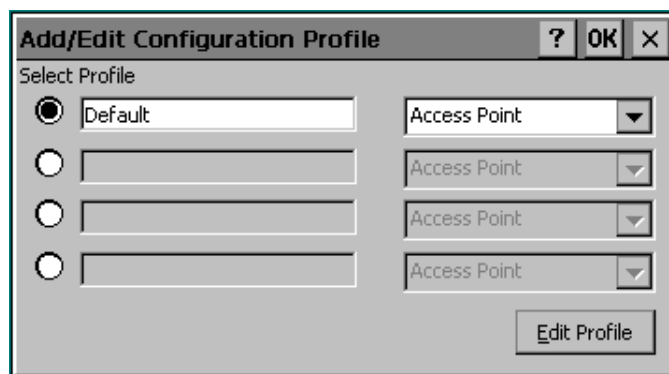 Add/Edit Configuration Profile ? OK ×
Select Profile
Default Access Point
Access Point
Access Point
Access Point
Edit Profile